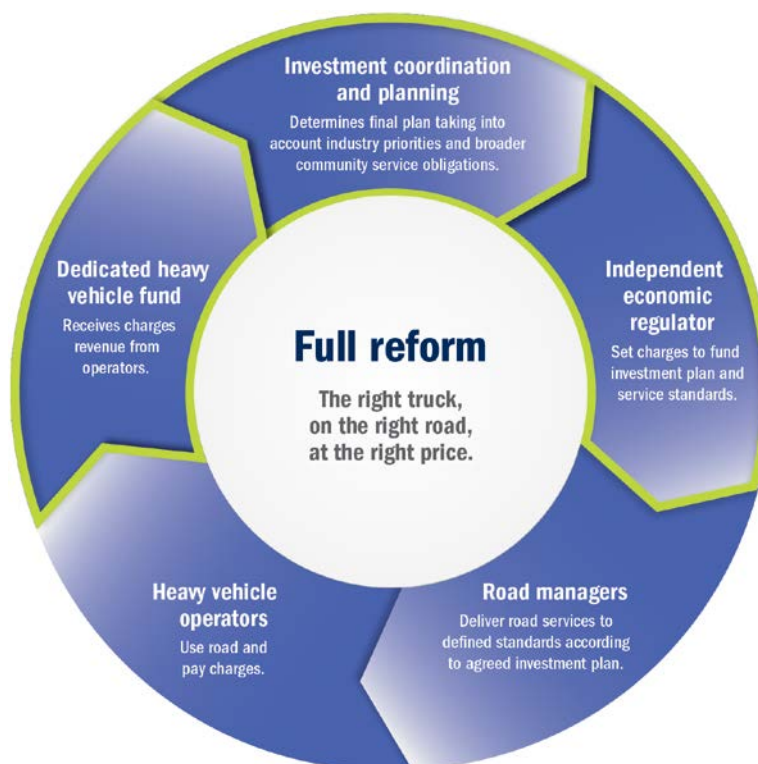 Investment coordination
and planning
Determines final plan taking into
account industry priorities and broader
community service obligations.
Dedicated heavy
vehicle fund
Receives charges
revenue from
operators.
Independent
economic
regulator
Set charges to fund
investment plan and
service standards.
Full reform
The right truck,
on the right road,
at the right price.
Heavy vehicle
operators
Use road and
pay charges.
Road managers
Deliver road services to
defined standards according
to agreed investment plan.